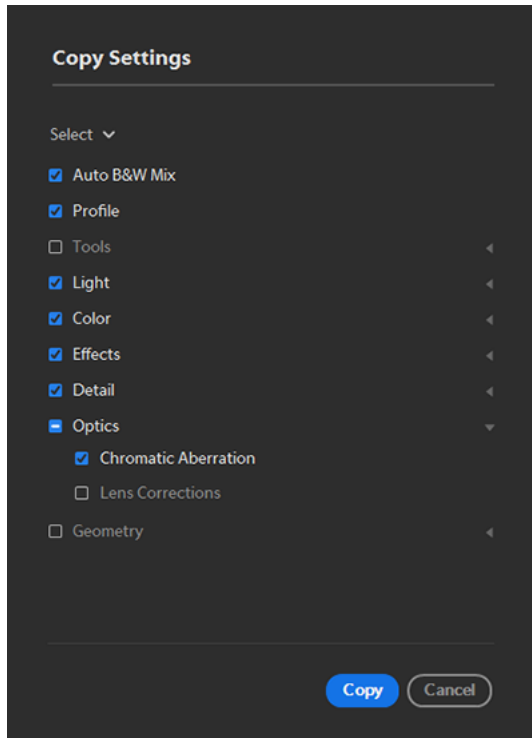 Copy Settings
Select
Auto B&W Mix
Profile
Tools
Light
Color
Effects
Detail
Optics
Chromatic Aberration
Lens Corrections
Geometry
Copy Cancel